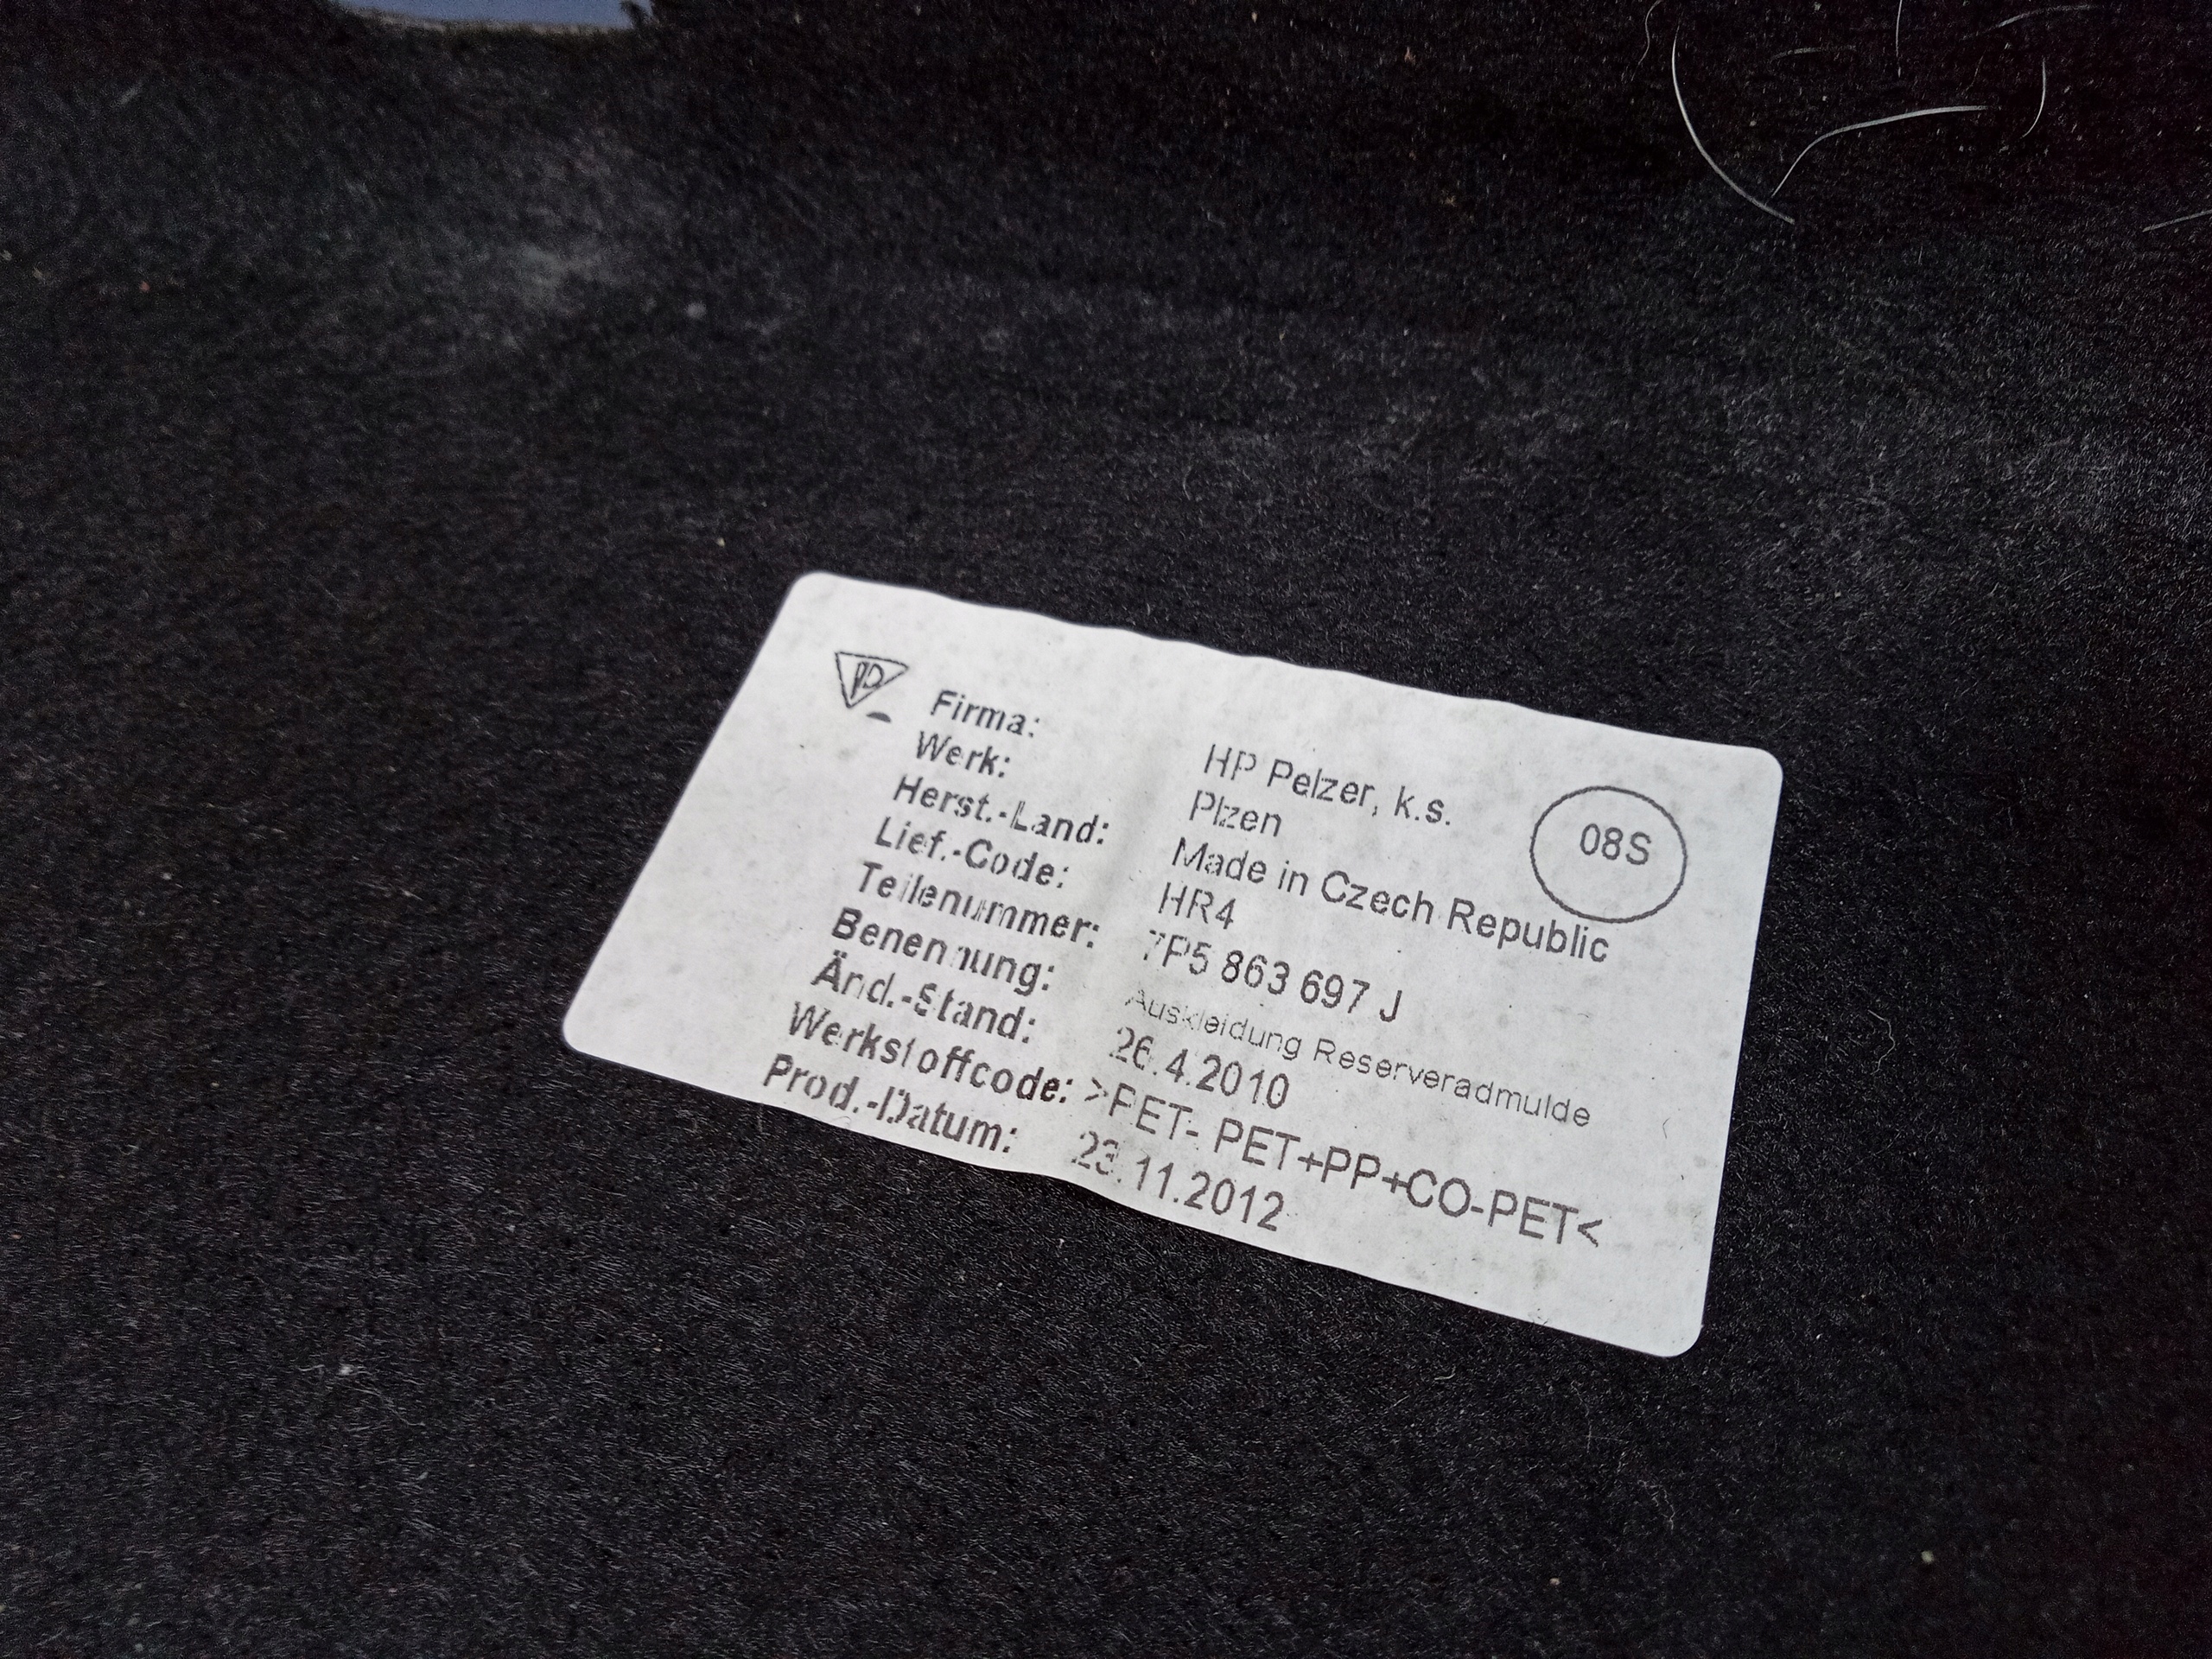 Firma: HP Pelzer, k.s.
Werk: Plzen
08S
Herst.-Land: Made in Czech Republic
Lief.-Code: HR4
Teilenummer: 7P5 863 697 J
Benennung: Auskleidung Reserveradmulde
Änd.-Stand: 26.4.2010
Werkstoffcode: >PET- PET+PP+CO-PET<
Prod.-Datum: 23.11.2012